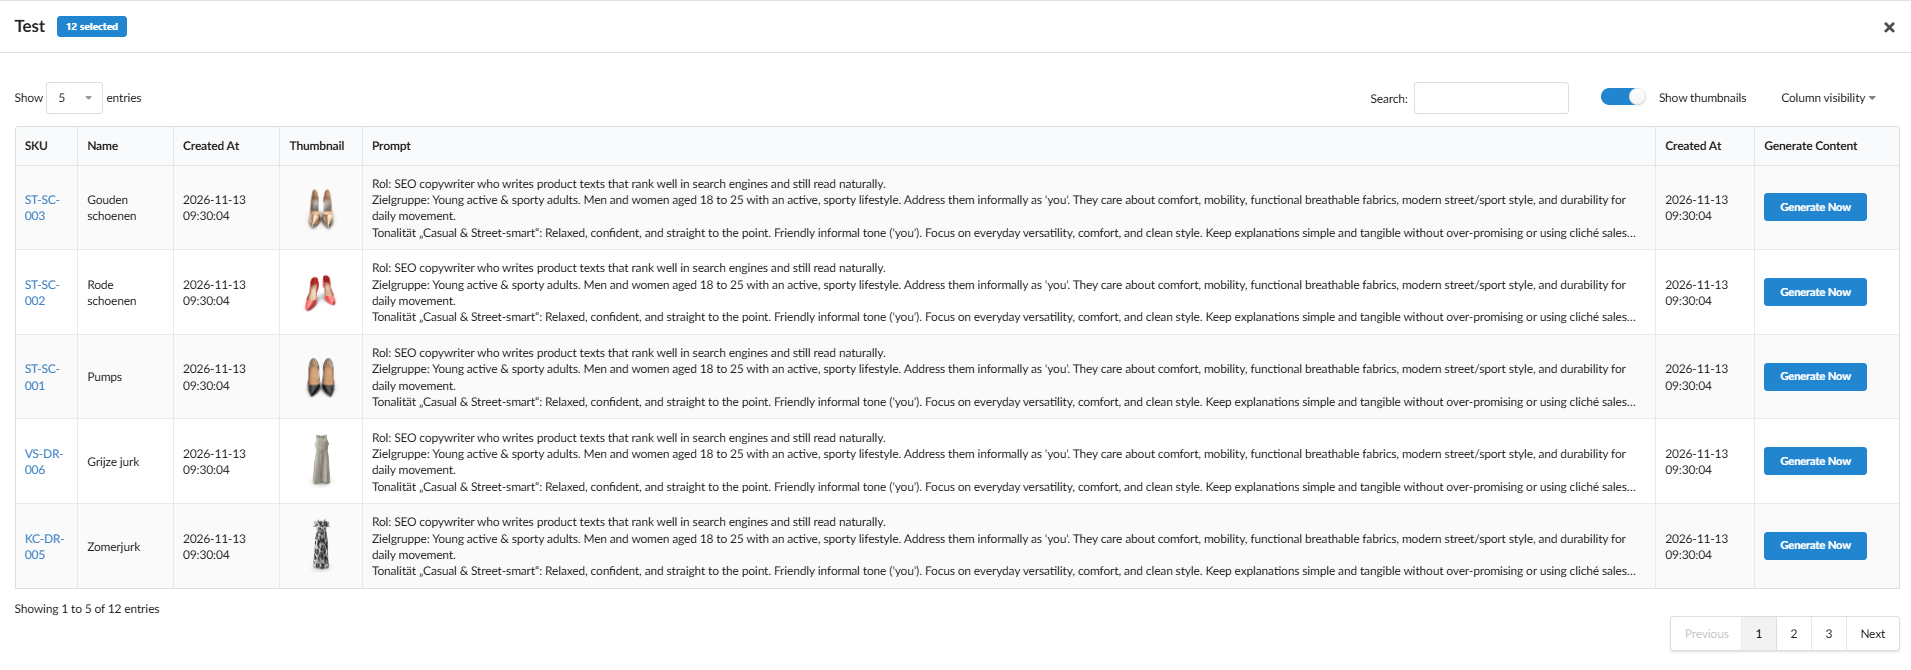 Test 12 selected
Show 5 entries Search: Show thumbnails Column visibility
SKU Name Created At Thumbnail Prompt Created At Generate Content
ST-SC-
003
Gouden
schoenen
2026-11-13
09:30:04
Rol: SEO copywriter who writes product texts that rank well in search engines and still read naturally.
Zielgruppe: Young active & sporty adults. Men and women aged 18 to 25 with an active, sporty lifestyle. Address them informally as 'you'. They care about comfort, mobility, functional breathable fabrics, modern street/sport style, and durability for
daily movement.
Tonalität „Casual & Street-smart“: Relaxed, confident, and straight to the point. Friendly informal tone ('you'). Focus on everyday versatility, comfort, and clean style. Keep explanations simple and tangible without over-promising or using cliché sales...
2026-11-13
09:30:04
Generate Now
ST-SC-
002
Rode
schoenen
2026-11-13
09:30:04
Rol: SEO copywriter who writes product texts that rank well in search engines and still read naturally.
Zielgruppe: Young active & sporty adults. Men and women aged 18 to 25 with an active, sporty lifestyle. Address them informally as 'you'. They care about comfort, mobility, functional breathable fabrics, modern street/sport style, and durability for
daily movement.
Tonalität „Casual & Street-smart“: Relaxed, confident, and straight to the point. Friendly informal tone ('you'). Focus on everyday versatility, comfort, and clean style. Keep explanations simple and tangible without over-promising or using cliché sales...
2026-11-13
09:30:04
Generate Now
ST-SC-
001
Pumps
2026-11-13
09:30:04
Rol: SEO copywriter who writes product texts that rank well in search engines and still read naturally.
Zielgruppe: Young active & sporty adults. Men and women aged 18 to 25 with an active, sporty lifestyle. Address them informally as 'you'. They care about comfort, mobility, functional breathable fabrics, modern street/sport style, and durability for
daily movement.
Tonalität „Casual & Street-smart“: Relaxed, confident, and straight to the point. Friendly informal tone ('you'). Focus on everyday versatility, comfort, and clean style. Keep explanations simple and tangible without over-promising or using cliché sales...
2026-11-13
09:30:04
Generate Now
VS-DR-
006
Grijze jurk
2026-11-13
09:30:04
Rol: SEO copywriter who writes product texts that rank well in search engines and still read naturally.
Zielgruppe: Young active & sporty adults. Men and women aged 18 to 25 with an active, sporty lifestyle. Address them informally as 'you'. They care about comfort, mobility, functional breathable fabrics, modern street/sport style, and durability for
daily movement.
Tonalität „Casual & Street-smart“: Relaxed, confident, and straight to the point. Friendly informal tone ('you'). Focus on everyday versatility, comfort, and clean style. Keep explanations simple and tangible without over-promising or using cliché sales...
2026-11-13
09:30:04
Generate Now
KC-DR-
005
Zomerjurk
2026-11-13
09:30:04
Rol: SEO copywriter who writes product texts that rank well in search engines and still read naturally.
Zielgruppe: Young active & sporty adults. Men and women aged 18 to 25 with an active, sporty lifestyle. Address them informally as 'you'. They care about comfort, mobility, functional breathable fabrics, modern street/sport style, and durability for
daily movement.
Tonalität „Casual & Street-smart“: Relaxed, confident, and straight to the point. Friendly informal tone ('you'). Focus on everyday versatility, comfort, and clean style. Keep explanations simple and tangible without over-promising or using cliché sales...
2026-11-13
09:30:04
Generate Now
Showing 1 to 5 of 12 entries
Previous 1 2 3 Next